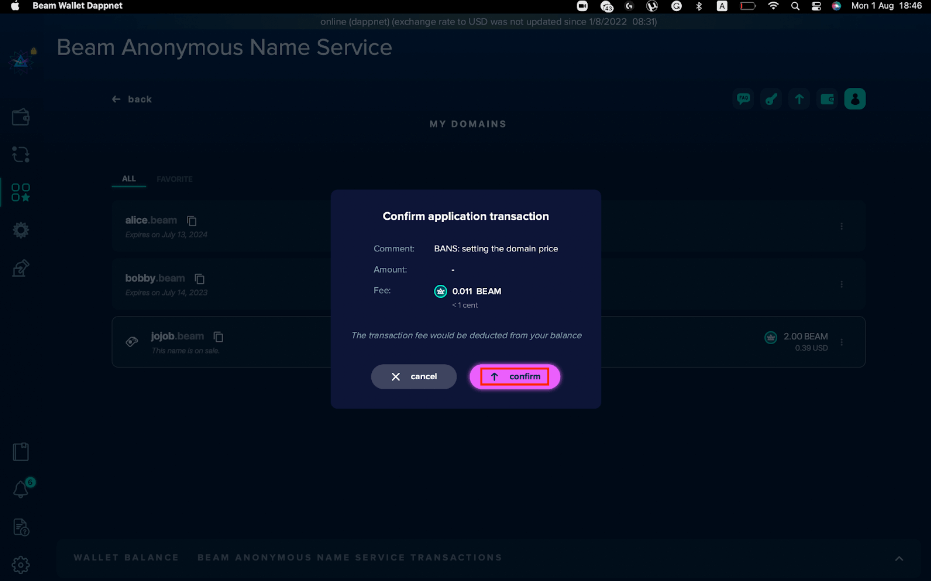 Beam Wallet Dappnet
A
Mon 1 Aug 18:46
online (dappnet) (exchange rate to USD was not updated since 1/8/2022 08:31)
Beam Anonymous Name Service
back
MY DOMAINS
ALL
FAVORITE
alice.beam
Expires on July 13, 2024
bobby.beam
Expires on July 14, 2023
jojob.beam
This name is on sale.
2.00 BEAM
0.39 USD
Confirm application transaction
Comment: BANS: setting the domain price
Amount: -
Fee: 0.011 BEAM
< 1 cent
The transaction fee would be deducted from your balance
cancel
confirm
6
WALLET BALANCE
BEAM ANONYMOUS NAME SERVICE TRANSACTIONS